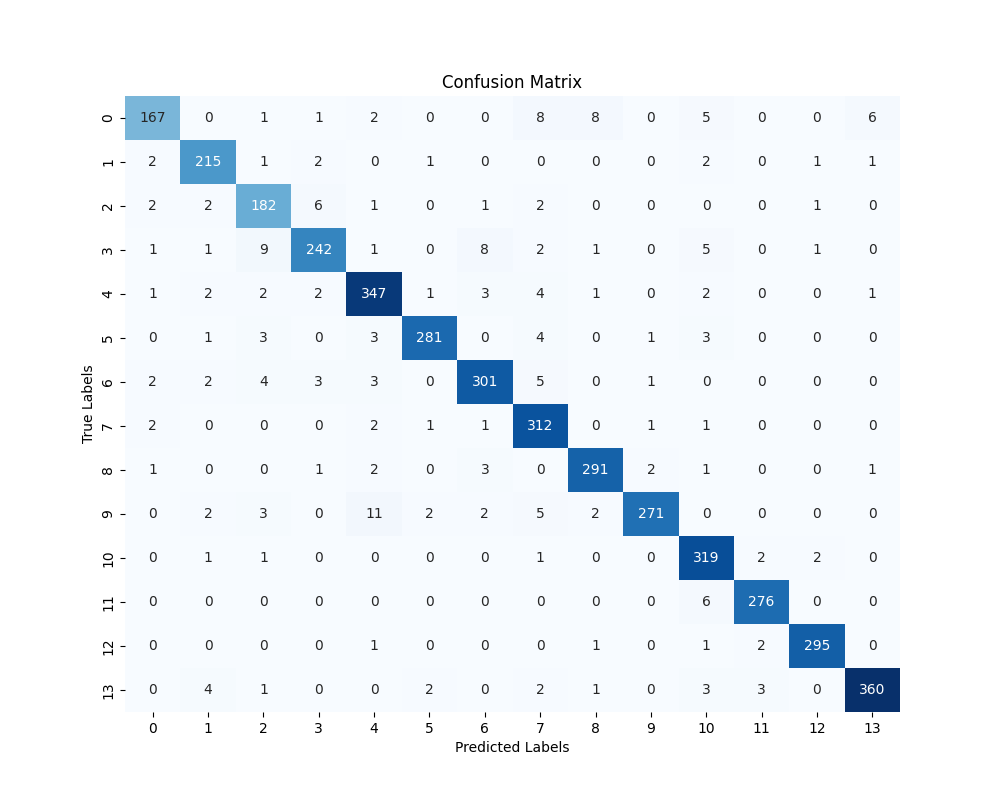 Confusion Matrix
0 167 0 1 1 2 0 0 8 8 0 5 0 0 6
1 2 215 1 2 0 1 0 0 0 0 2 0 1 1
2 2 2 182 6 1 0 1 2 0 0 0 0 1 0
3 1 1 9 242 1 0 8 2 1 0 5 0 1 0
4 1 2 2 2 347 1 3 4 1 0 2 0 0 1
5 0 1 3 0 3 281 0 4 0 1 3 0 0 0
6 2 2 4 3 3 0 301 5 0 1 0 0 0 0
7 2 0 0 0 2 1 1 312 0 1 1 0 0 0
8 1 0 0 1 2 0 3 0 291 2 1 0 0 1
9 0 2 3 0 11 2 2 5 2 271 0 0 0 0
10 0 1 1 0 0 0 0 1 0 0 319 2 2 0
11 0 0 0 0 0 0 0 0 0 0 6 276 0 0
12 0 0 0 0 1 0 0 0 1 0 1 2 295 0
13 0 4 1 0 0 2 0 2 1 0 3 3 0 360
True Labels
0 1 2 3 4 5 6 7 8 9 10 11 12 13
Predicted Labels